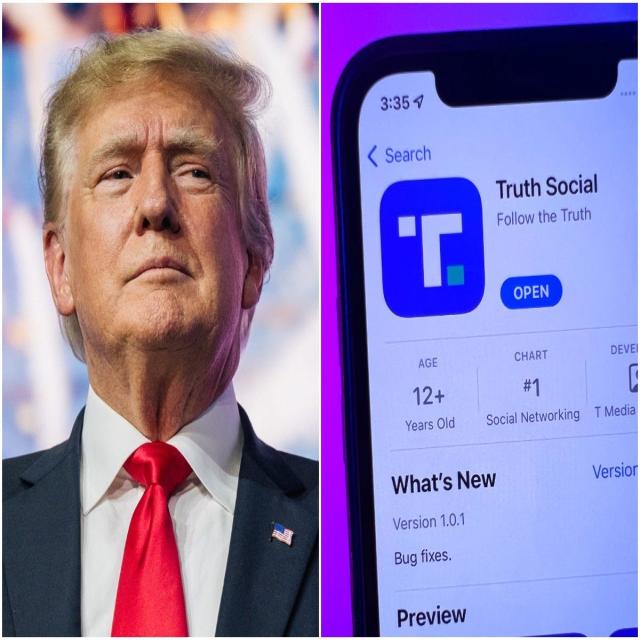 3:35
Search
Truth Social
Follow the Truth
T.
OPEN
AGE
12+
Years Old
CHART
#1
Social Networking
DEVE
T Media
What's New
Version
Version 1.0.1
Bug fixes.
Preview